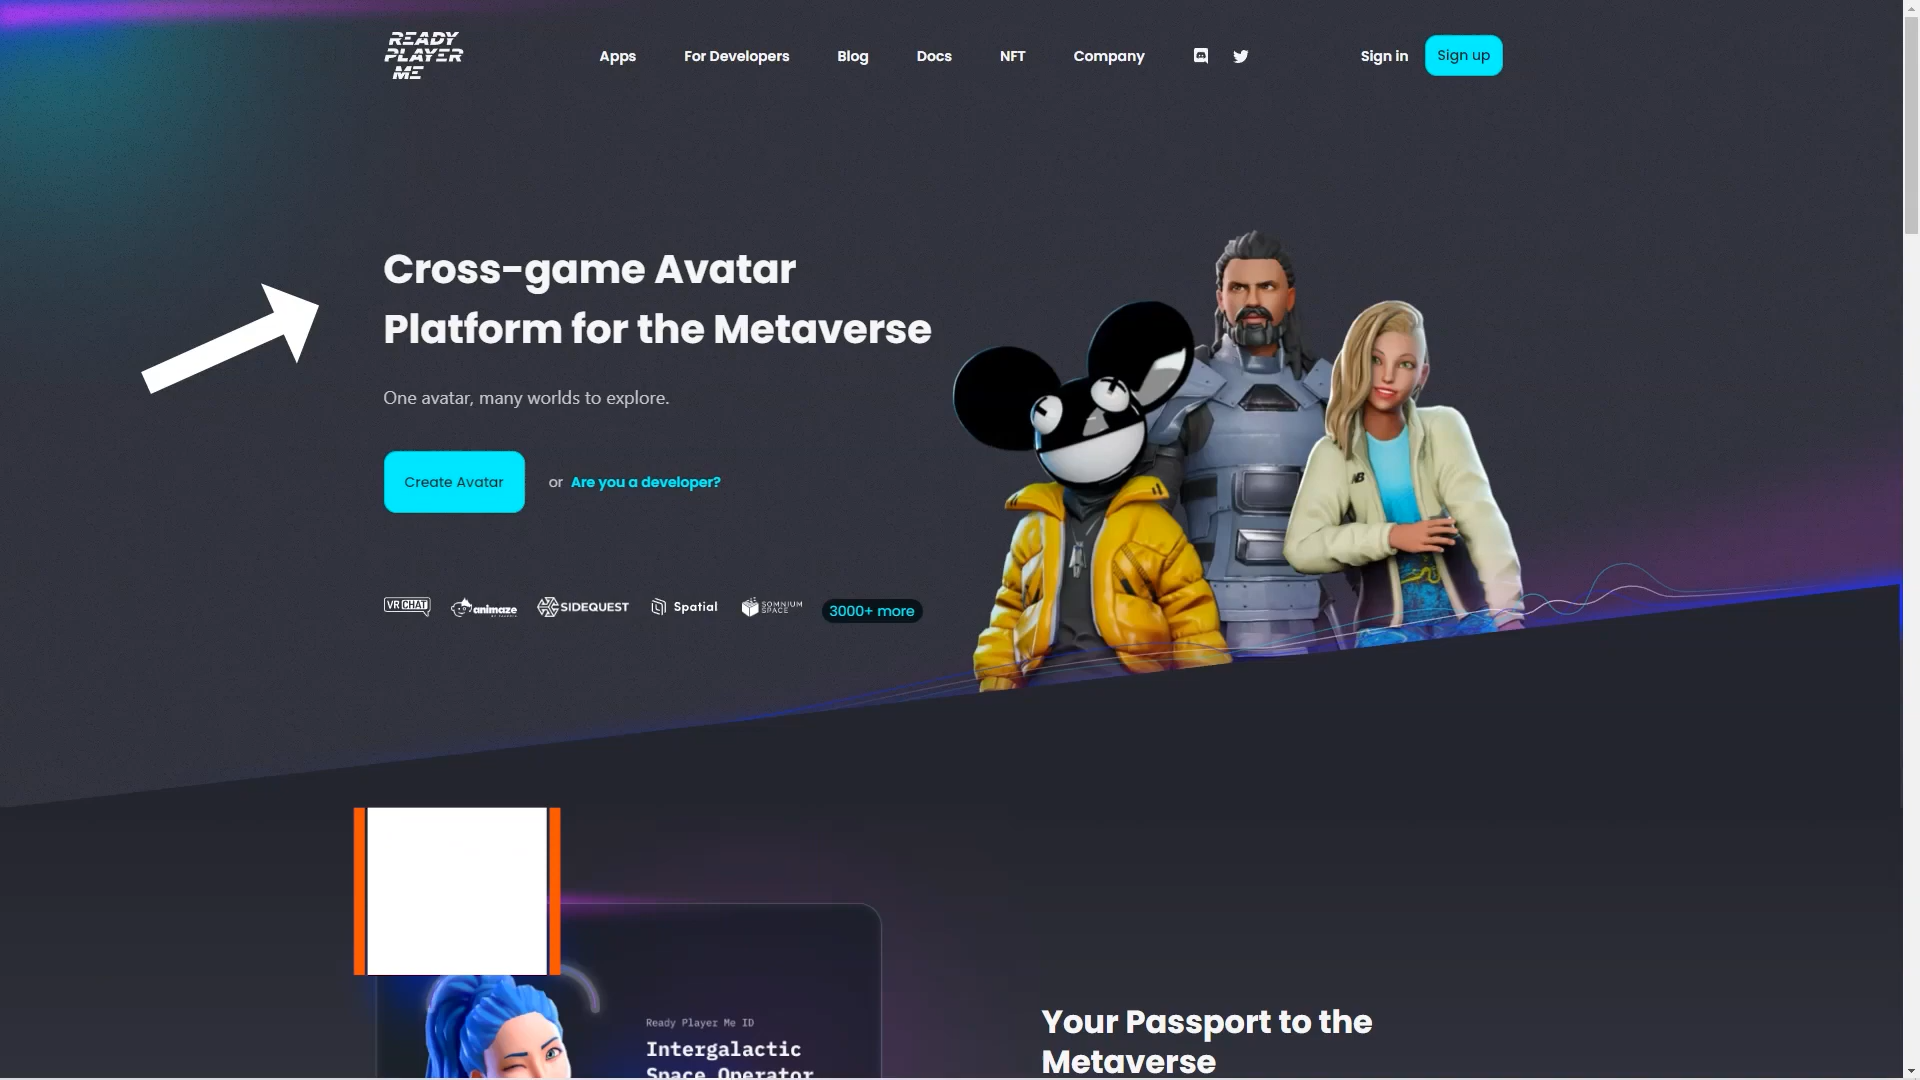 READY
PLAYER
ME
Apps
For Developers
Blog
Docs
NFT
Company
Sign in
Sign up
Cross-game Avatar
Platform for the Metaverse
One avatar, many worlds to explore.
Create Avatar
or Are you a developer?
VRCHAT
animaze
SIDEQUEST
Spatial
SOMNIUM
SPACE
3000+ more
NB
Ready Player Me ID
Intergalactic
Space Operator
Your Passport to the
Metaverse